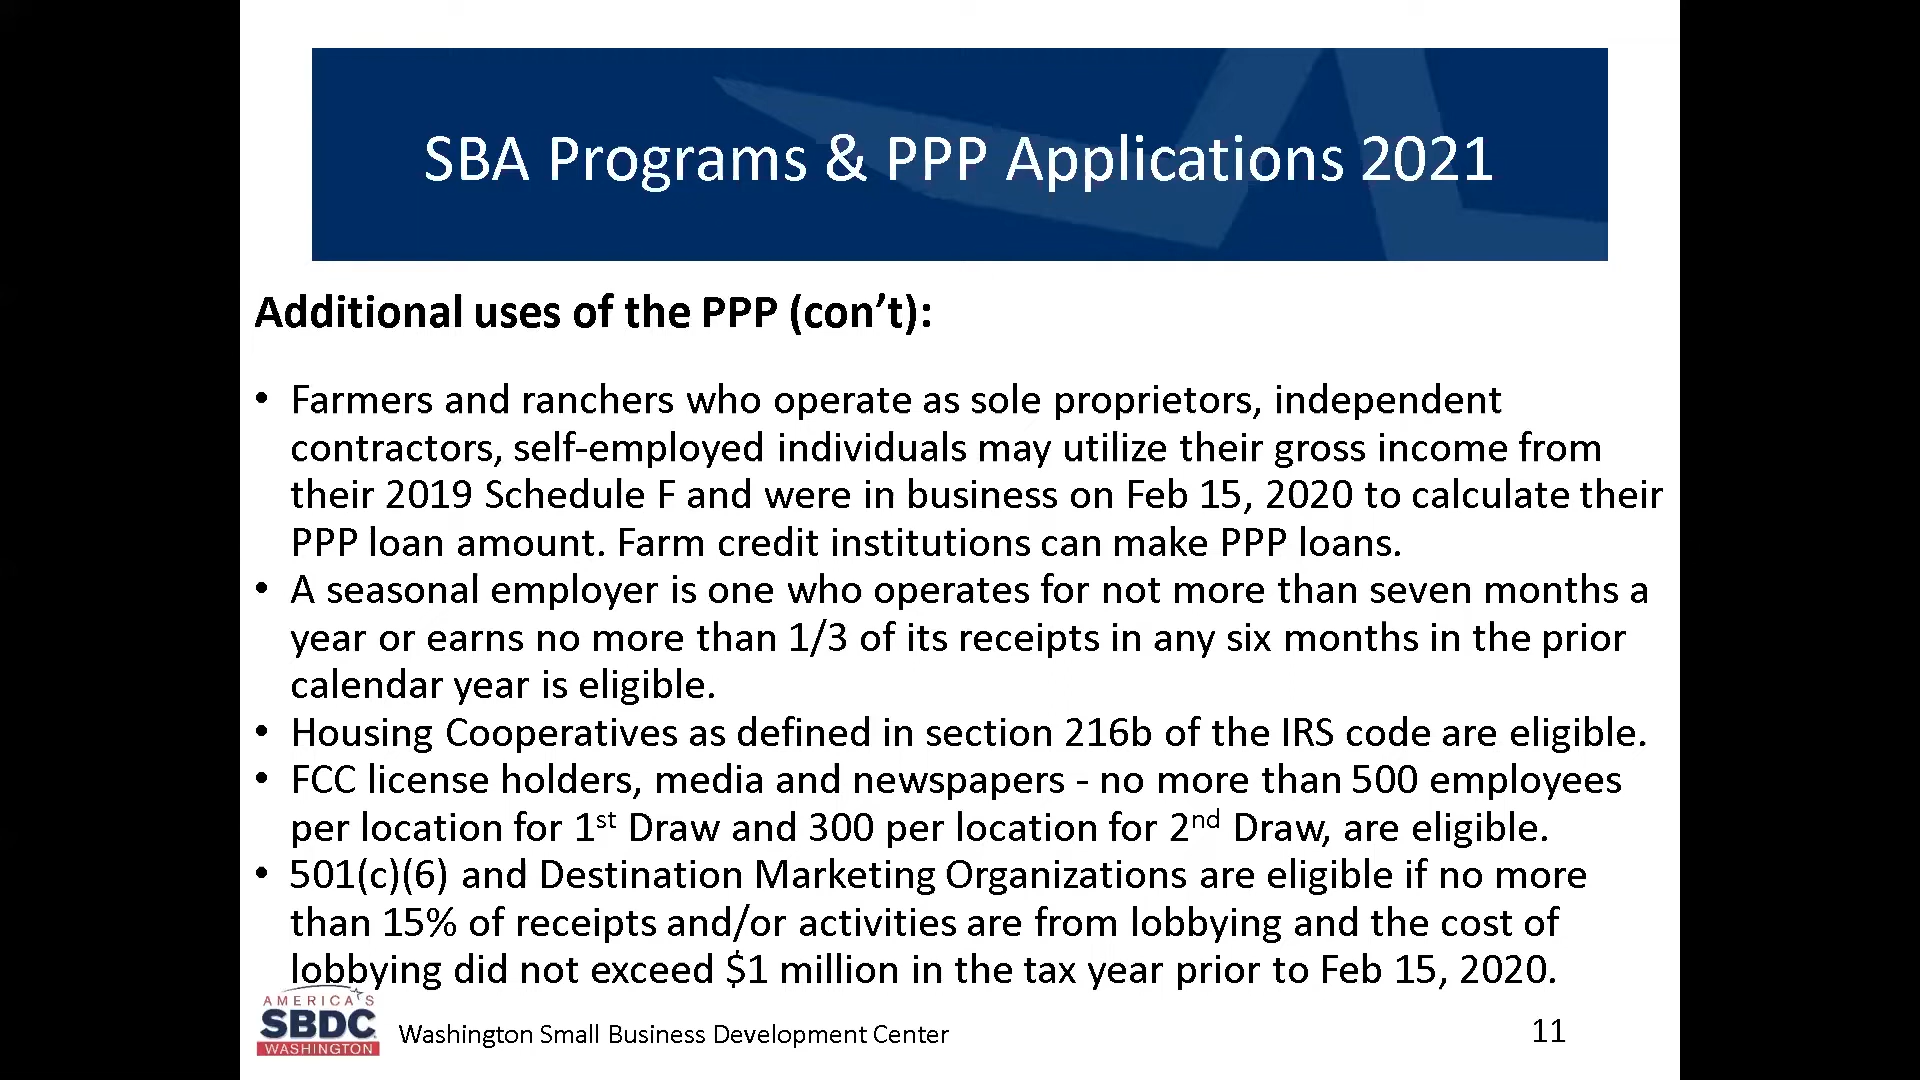 SBA Programs & PPP Applications 2021
Additional uses of the PPP (con’t):
• Farmers and ranchers who operate as sole proprietors, independent
contractors, self-employed individuals may utilize their gross income from
their 2019 Schedule F and were in business on Feb 15, 2020 to calculate their
PPP loan amount. Farm credit institutions can make PPP loans.
• A seasonal employer is one who operates for not more than seven months a
year or earns no more than 1/3 of its receipts in any six months in the prior
calendar year is eligible.
• Housing Cooperatives as defined in section 216b of the IRS code are eligible.
• FCC license holders, media and newspapers - no more than 500 employees
per location for 1st Draw and 300 per location for 2nd Draw, are eligible.
• 501(c)(6) and Destination Marketing Organizations are eligible if no more
than 15% of receipts and/or activities are from lobbying and the cost of
lobbying did not exceed $1 million in the tax year prior to Feb 15, 2020.
AMERICA'S
SBDC
WASHINGTON
Washington Small Business Development Center
11